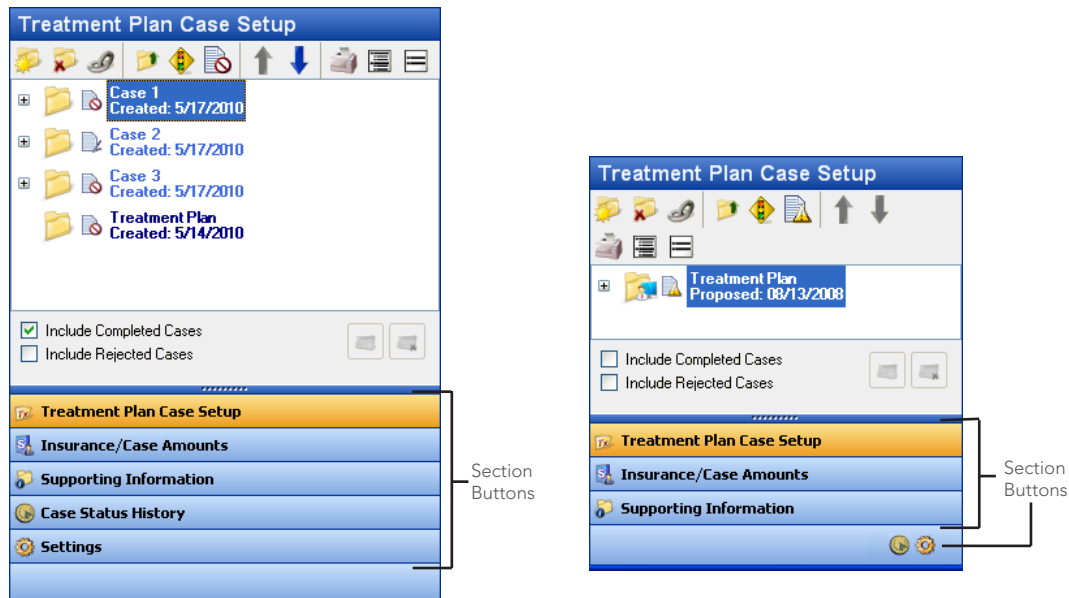 Treatment Plan Case Setup
Case 1
Created: 5/17/2010
Case 2
Created: 5/17/2010
Case 3
Created: 5/17/2010
Treatment Plan
Created: 5/14/2010
Include Completed Cases
Include Rejected Cases
Treatment Plan Case Setup
Insurance/Case Amounts
Supporting Information
Case Status History
Settings
Section
Buttons
Treatment Plan Case Setup
Treatment Plan
Proposed: 08/13/2008
Include Completed Cases
Include Rejected Cases
Treatment Plan Case Setup
Insurance/Case Amounts
Supporting Information
Section
Buttons